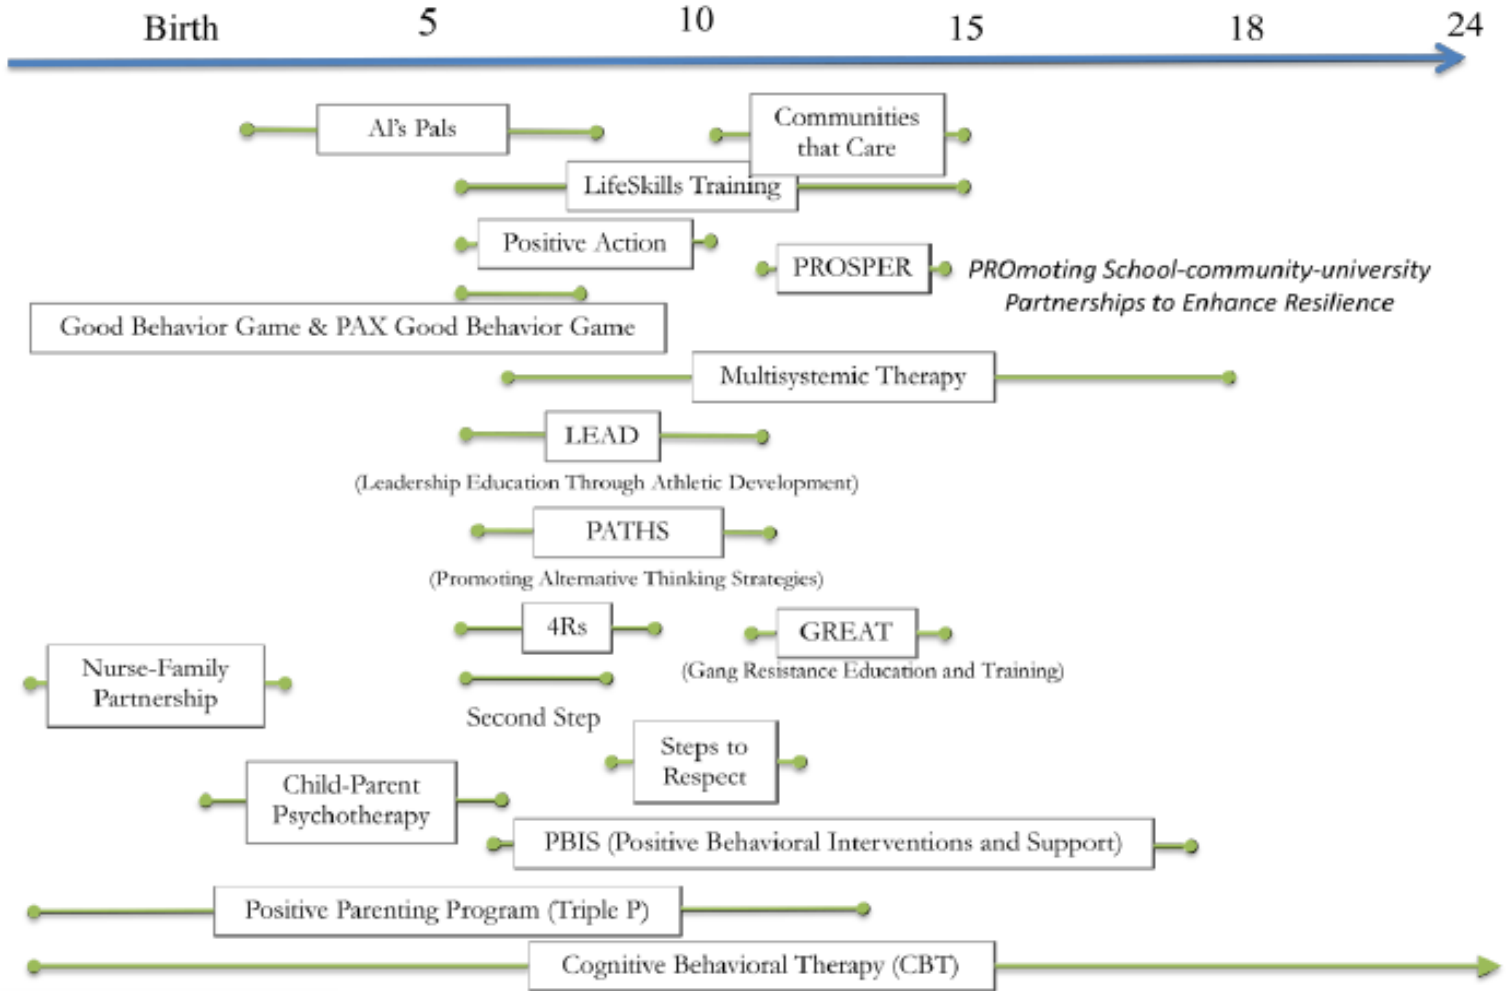 Birth 5 10 15 18 24
Al's Pals
Communities
that Care
LifeSkills Training
Positive Action
PROSPER
PROmoting School-community-university
Partnerships to Enhance Resilience
Good Behavior Game & PAX Good Behavior Game
Multisystemic Therapy
LEAD
(Leadership Education Through Athletic Development)
PATHS
(Promoting Alternative Thinking Strategies)
4Rs
GREAT
(Gang Resistance Education and Training)
Nurse-Family
Partnership
Second Step
Steps to
Respect
Child-Parent
Psychotherapy
PBIS (Positive Behavioral Interventions and Support)
Positive Parenting Program (Triple P)
Cognitive Behavioral Therapy (CBT)